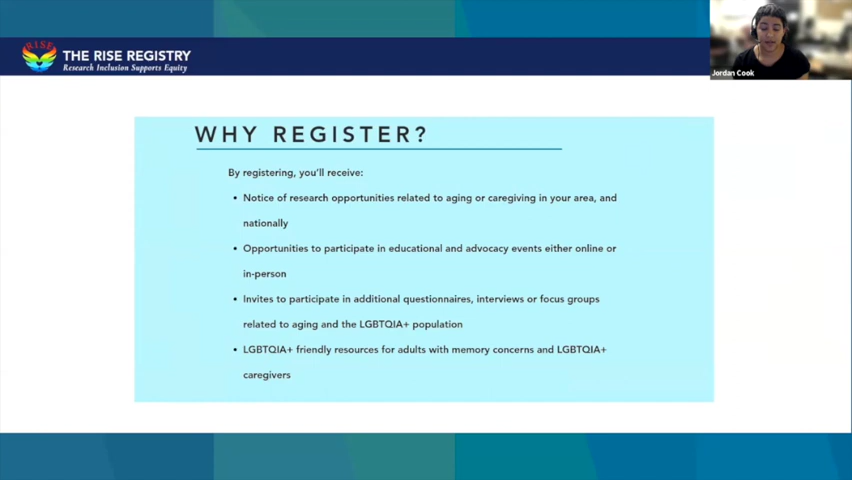 RISE
THE RISE REGISTRY
Research Inclusion Supports Equity
Jordan Cook
WHY REGISTER?
By registering, you'll receive:
• Notice of research opportunities related to aging or caregiving in your area, and
nationally
• Opportunities to participate in educational and advocacy events either online or
in-person
• Invites to participate in additional questionnaires, interviews or focus groups
related to aging and the LGBTQIA+ population
• LGBTQIA+ friendly resources for adults with memory concerns and LGBTQIA+
caregivers